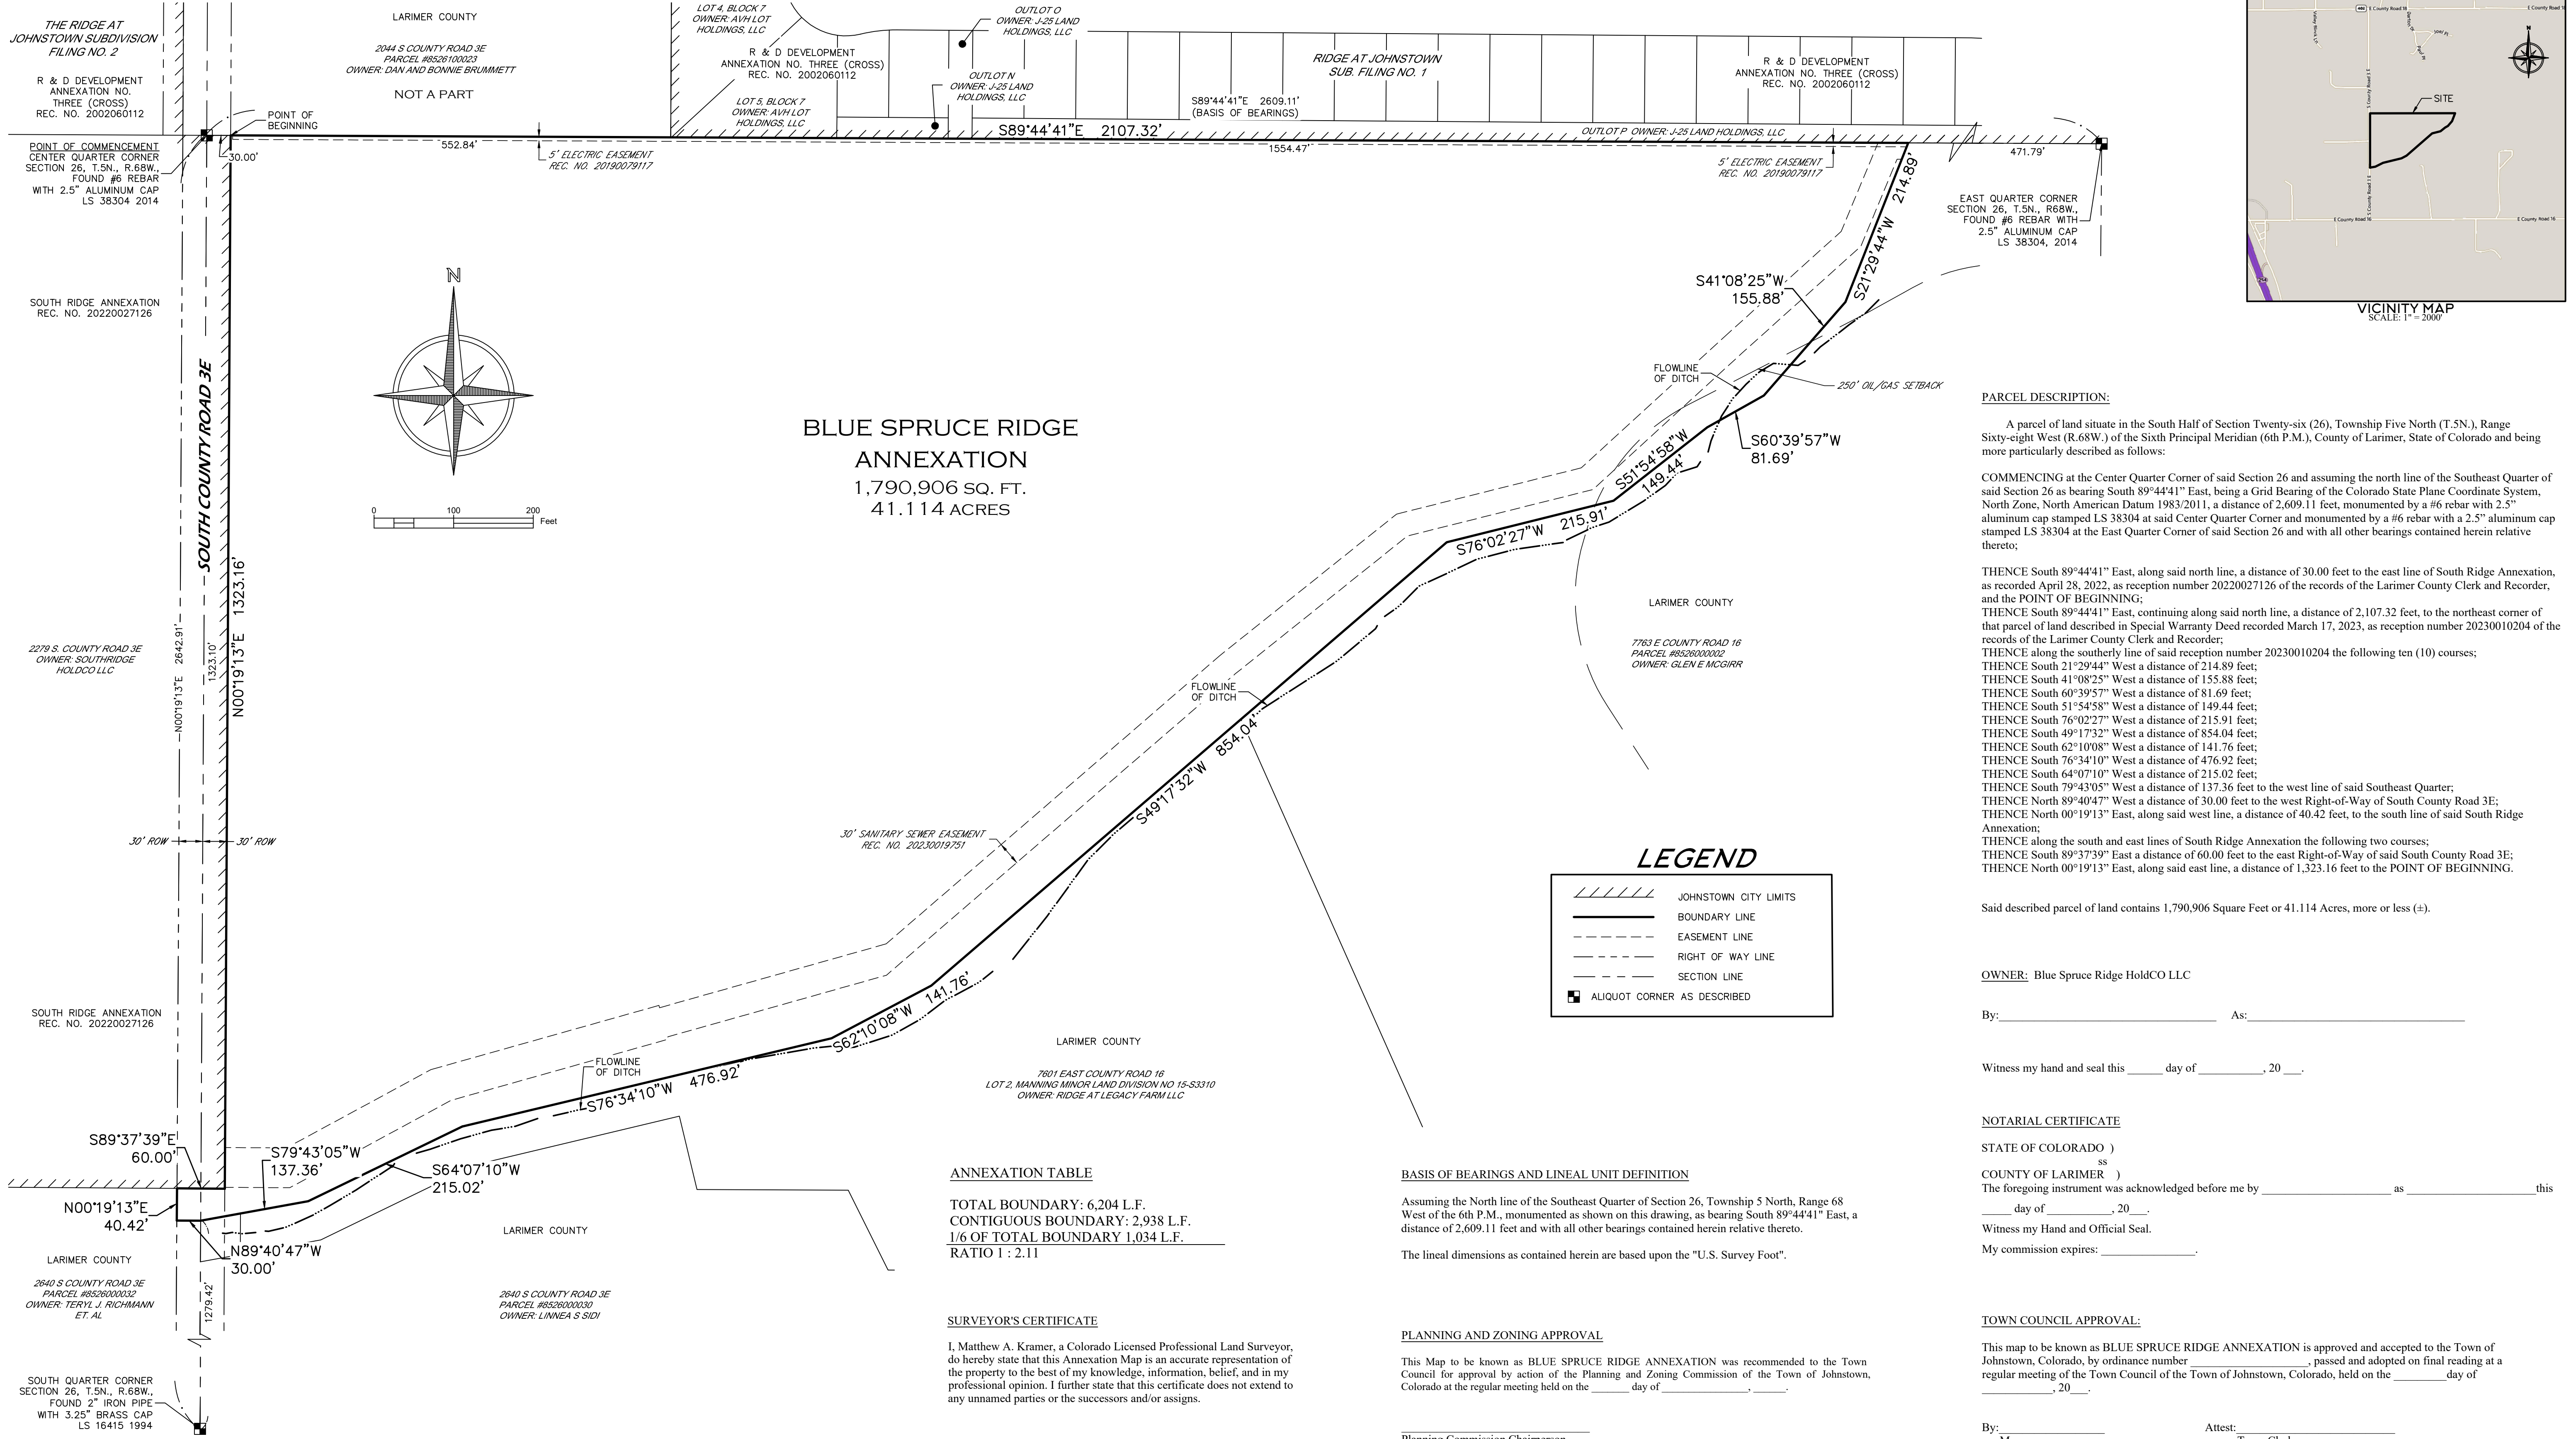 THE RIDGE AT
JOHNSTOWN SUBDIVISION
FILING NO. 2
R & D DEVELOPMENT
ANNEXATION NO.
THREE (CROSS)
REC. NO. 2002060112
LARIMER COUNTY
2044 S COUNTY ROAD 3E
PARCEL #8526100023
OWNER: DAN AND BONNIE BRUMMETT
NOT A PART
POINT OF
BEGINNING
LOT 4, BLOCK 7
OWNER: AVH LOT
HOLDINGS, LLC
R & D DEVELOPMENT
ANNEXATION NO. THREE (CROSS)
REC. NO. 2002060112
LOT 5, BLOCK 7
OWNER: AVH LOT
HOLDINGS, LLC
OUTLOT O
OWNER: J-25 LAND
HOLDINGS, LLC
OUTLOT N
OWNER: J-25 LAND
HOLDINGS, LLC
RIDGE AT JOHNSTOWN
SUB. FILING NO. 1
S89°44'41"E 2609.11'
(BASIS OF BEARINGS)
R & D DEVELOPMENT
ANNEXATION NO. THREE (CROSS)
REC. NO. 2002060112
S89°44'41"E 2107.32'
OUTLOT P OWNER: J-25 LAND HOLDINGS, LLC
30.00'
552.84'
5' ELECTRIC EASEMENT
REC. NO. 20190079117
1554.47'
5' ELECTRIC EASEMENT
REC. NO. 20190079117
471.79'
POINT OF COMMENCEMENT
CENTER QUARTER CORNER
SECTION 26, T.5N., R.68W.,
FOUND #6 REBAR
WITH 2.5" ALUMINUM CAP
LS 38304 2014
EAST QUARTER CORNER
SECTION 26, T.5N., R68W.,
FOUND #6 REBAR WITH
2.5" ALUMINUM CAP
LS 38304, 2014
E County Road 18
E County Road 18
S County Road 3 E
SITE
S County Road 3 E
E County Road 16
E County Road 16
VICINITY MAP
SCALE: 1" = 2000'
SOUTH RIDGE ANNEXATION
REC. NO. 20220027126
SOUTH COUNTY ROAD 3E
N00°19'13"E 1323.16'
N00°19'13"E 2642.91'
1323.10'
2279 S. COUNTY ROAD 3E
OWNER: SOUTHRIDGE
HOLDCO LLC
30' ROW
30' ROW
SOUTH RIDGE ANNEXATION
REC. NO. 20220027126
N
0 100 200
Feet
BLUE SPRUCE RIDGE
ANNEXATION
1,790,906 SQ. FT.
41.114 ACRES
S21°29'44"W 214.89'
S41°08'25"W
155.88'
FLOWLINE
OF DITCH
250' OIL/GAS SETBACK
S60°39'57"W
81.69'
S51°54'58"W
149.44'
S76°02'27"W 215.91'
LARIMER COUNTY
7763 E COUNTY ROAD 16
PARCEL #8526000002
OWNER: GLEN E MCGIRR
FLOWLINE
OF DITCH
S49°17'32"W 854.04'
30' SANITARY SEWER EASEMENT
REC. NO. 20230019751
S62°10'08"W 141.76'
FLOWLINE
OF DITCH
S76°34'10"W 476.92'
S64°07'10"W
215.02'
S79°43'05"W
137.36'
S89°37'39"E
60.00'
N00°19'13"E
40.42'
N89°40'47"W
30.00'
1279.42'
LARIMER COUNTY
2640 S COUNTY ROAD 3E
PARCEL #8526000032
OWNER: TERYL J. RICHMANN
ET. AL
SOUTH QUARTER CORNER
SECTION 26, T.5N., R.68W.,
FOUND 2" IRON PIPE
WITH 3.25" BRASS CAP
LS 16415 1994
LARIMER COUNTY
2640 S COUNTY ROAD 3E
PARCEL #8526000030
OWNER: LINNEA S SIDI
LARIMER COUNTY
7601 EAST COUNTY ROAD 16
LOT 2, MANNING MINOR LAND DIVISION NO 15-S3310
OWNER: RIDGE AT LEGACY FARM LLC
LEGEND
JOHNSTOWN CITY LIMITS
BOUNDARY LINE
EASEMENT LINE
RIGHT OF WAY LINE
SECTION LINE
ALIQUOT CORNER AS DESCRIBED
ANNEXATION TABLE
TOTAL BOUNDARY: 6,204 L.F.
CONTIGUOUS BOUNDARY: 2,938 L.F.
1/6 OF TOTAL BOUNDARY 1,034 L.F.
RATIO 1 : 2.11
SURVEYOR'S CERTIFICATE
I, Matthew A. Kramer, a Colorado Licensed Professional Land Surveyor,
do hereby state that this Annexation Map is an accurate representation of
the property to the best of my knowledge, information, belief, and in my
professional opinion. I further state that this certificate does not extend to
any unnamed parties or the successors and/or assigns.
BASIS OF BEARINGS AND LINEAL UNIT DEFINITION
Assuming the North line of the Southeast Quarter of Section 26, Township 5 North, Range 68
West of the 6th P.M., monumented as shown on this drawing, as bearing South 89°44'41" East, a
distance of 2,609.11 feet and with all other bearings contained herein relative thereto.
The lineal dimensions as contained herein are based upon the "U.S. Survey Foot".
PLANNING AND ZONING APPROVAL
This Map to be known as BLUE SPRUCE RIDGE ANNEXATION was recommended to the Town
Council for approval by action of the Planning and Zoning Commission of the Town of Johnstown,
Colorado at the regular meeting held on the _______ day of ________________, ______.
PARCEL DESCRIPTION:
A parcel of land situate in the South Half of Section Twenty-six (26), Township Five North (T.5N.), Range
Sixty-eight West (R.68W.) of the Sixth Principal Meridian (6th P.M.), County of Larimer, State of Colorado and being
more particularly described as follows:
COMMENCING at the Center Quarter Corner of said Section 26 and assuming the north line of the Southeast Quarter of
said Section 26 as bearing South 89°44'41” East, being a Grid Bearing of the Colorado State Plane Coordinate System,
North Zone, North American Datum 1983/2011, a distance of 2,609.11 feet, monumented by a #6 rebar with 2.5”
aluminum cap stamped LS 38304 at said Center Quarter Corner and monumented by a #6 rebar with a 2.5” aluminum cap
stamped LS 38304 at the East Quarter Corner of said Section 26 and with all other bearings contained herein relative
thereto;
THENCE South 89°44'41” East, along said north line, a distance of 30.00 feet to the east line of South Ridge Annexation,
as recorded April 28, 2022, as reception number 20220027126 of the records of the Larimer County Clerk and Recorder,
and the POINT OF BEGINNING;
THENCE South 89°44'41” East, continuing along said north line, a distance of 2,107.32 feet, to the northeast corner of
that parcel of land described in Special Warranty Deed recorded March 17, 2023, as reception number 20230010204 of the
records of the Larimer County Clerk and Recorder;
THENCE along the southerly line of said reception number 20230010204 the following ten (10) courses;
THENCE South 21°29'44” West a distance of 214.89 feet;
THENCE South 41°08'25” West a distance of 155.88 feet;
THENCE South 60°39'57” West a distance of 81.69 feet;
THENCE South 51°54'58” West a distance of 149.44 feet;
THENCE South 76°02'27” West a distance of 215.91 feet;
THENCE South 49°17'32” West a distance of 854.04 feet;
THENCE South 62°10'08” West a distance of 141.76 feet;
THENCE South 76°34'10” West a distance of 476.92 feet;
THENCE South 64°07'10” West a distance of 215.02 feet;
THENCE South 79°43'05” West a distance of 137.36 feet to the west line of said Southeast Quarter;
THENCE North 89°40'47” West a distance of 30.00 feet to the west Right-of-Way of South County Road 3E;
THENCE North 00°19'13” East, along said west line, a distance of 40.42 feet, to the south line of said South Ridge
Annexation;
THENCE along the south and east lines of South Ridge Annexation the following two courses;
THENCE South 89°37'39” East a distance of 60.00 feet to the east Right-of-Way of said South County Road 3E;
THENCE North 00°19'13” East, along said east line, a distance of 1,323.16 feet to the POINT OF BEGINNING.
Said described parcel of land contains 1,790,906 Square Feet or 41.114 Acres, more or less (±).
OWNER: Blue Spruce Ridge HoldCO LLC
By:____________________ As:____________________
Witness my hand and seal this ______ day of ___________, 20 ___.
NOTARIAL CERTIFICATE
STATE OF COLORADO )
ss
COUNTY OF LARIMER )
The foregoing instrument was acknowledged before me by ______________________ as ______________________this
_____ day of ___________, 20___.
Witness my Hand and Official Seal.
My commission expires: ________________.
TOWN COUNCIL APPROVAL:
This map to be known as BLUE SPRUCE RIDGE ANNEXATION is approved and accepted to the Town of
Johnstown, Colorado, by ordinance number ____________________, passed and adopted on final reading at a
regular meeting of the Town Council of the Town of Johnstown, Colorado, held on the _________day of
____________, 20___.
By:__________________ Attest:___________________________